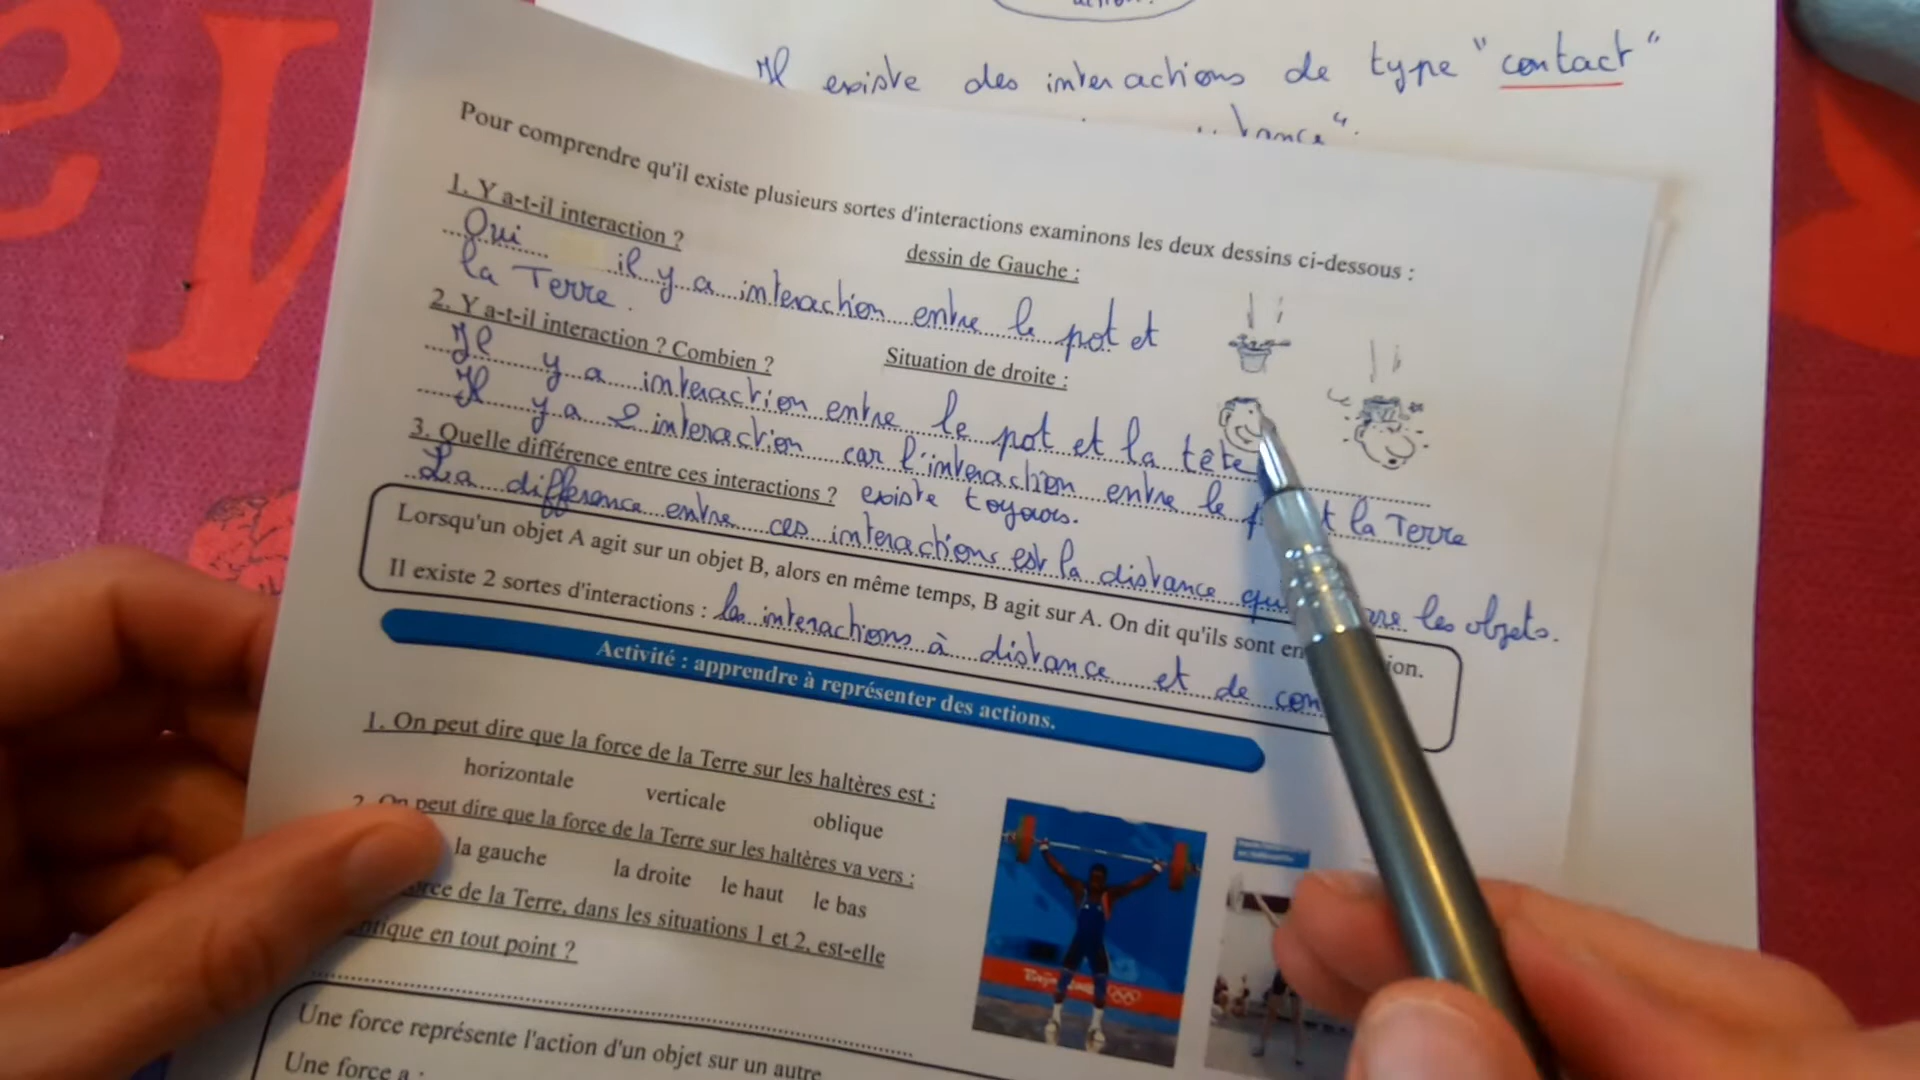 action.
Il existe des interactions de type "contact"
Pour comprendre qu'il existe plusieurs sortes d'interactions examinons les deux dessins ci-dessous :
1. Y a-t-il interaction ?
dessin de Gauche :
Oui il y a interaction entre le pot et
la Terre.
2. Y a-t-il interaction ? Combien ?
Situation de droite :
Il y a interaction entre le pot et la tête
Il y a 2 interaction car l'interaction entre le t la Terre
existe toujours.
3. Quelle différence entre ces interactions ?
La différence entre ces interactions est la distance les objets.
Lorsqu'un objet A agit sur un objet B, alors en même temps, B agit sur A. On dit qu'ils sont en ion.
Il existe 2 sortes d'interactions : les interactions à distance et de con
Activité : apprendre à représenter des actions.
1. On peut dire que la force de la Terre sur les haltères est :
horizontale verticale oblique
2. On peut dire que la force de la Terre sur les haltères va vers :
la gauche la droite le haut le bas
force de la Terre, dans les situations 1 et 2, est-elle
ntique en tout point ?
Une force représente l'action d'un objet sur un autre
Une force a :